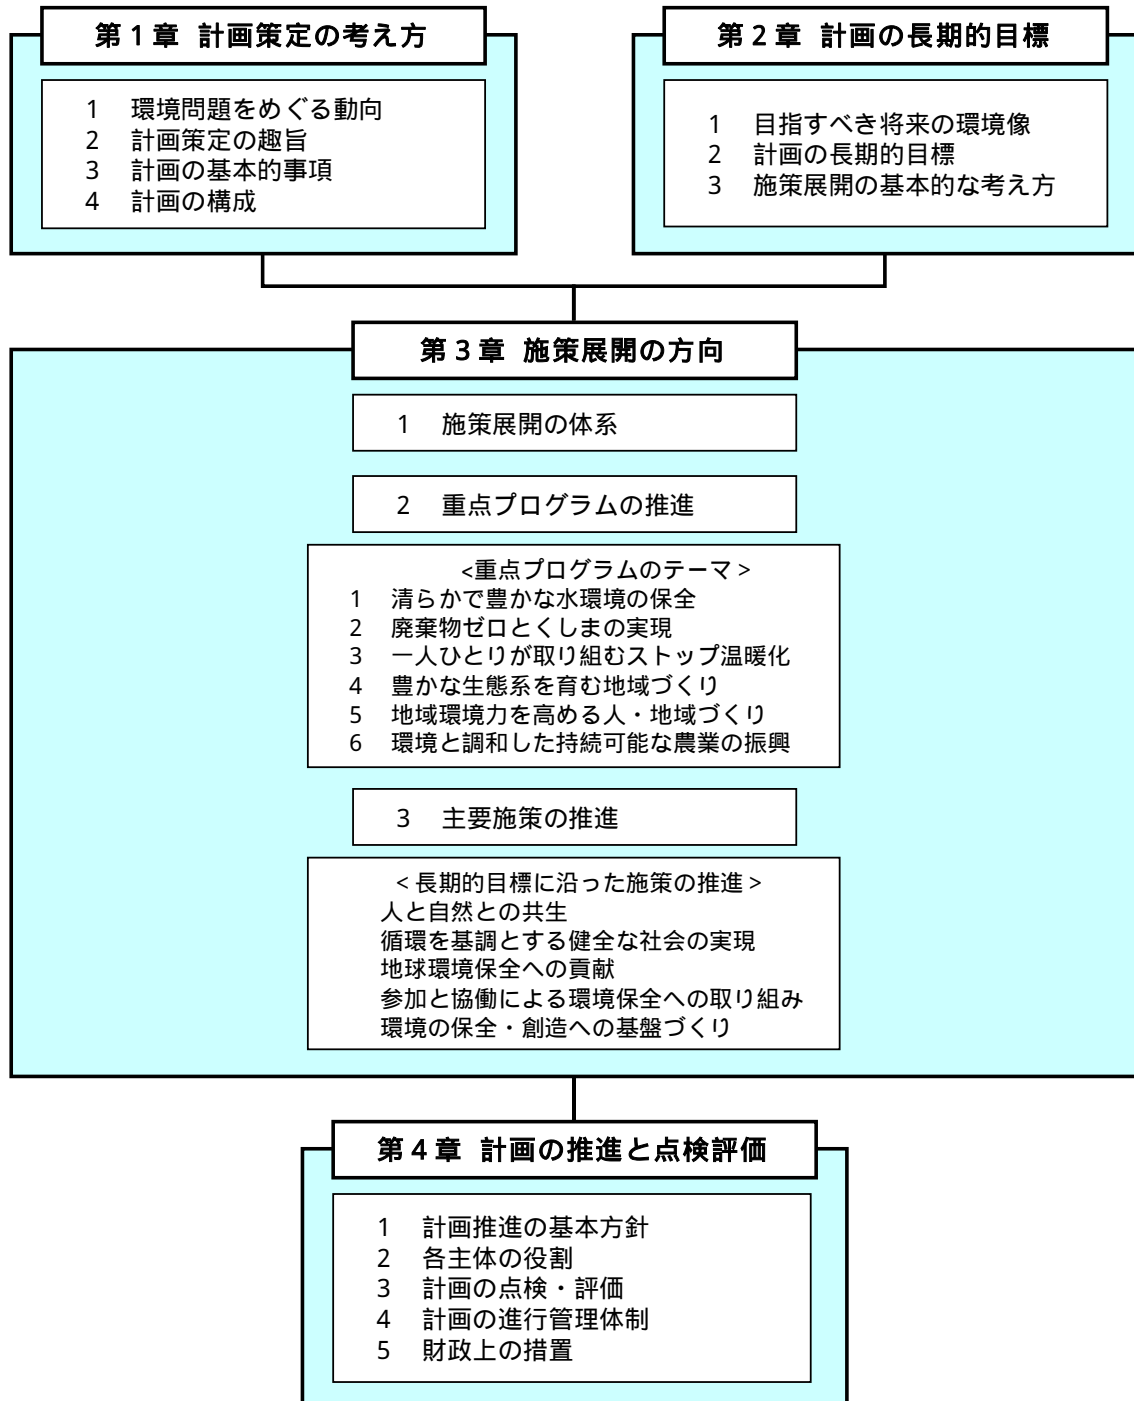 第１章 計画策定の考え方
1 環境問題をめぐる動向
2 計画策定の趣旨
3 計画の基本的事項
4 計画の構成
第２章 計画の長期的目標
1 目指すべき将来の環境像
2 計画の長期的目標
3 施策展開の基本的な考え方
第３章 施策展開の方向
1 施策展開の体系
2 重点プログラムの推進
<重点プログラムのテーマ>
1 清らかで豊かな水環境の保全
2 廃棄物ゼロとくしまの実現
3 一人ひとりが取り組むストップ温暖化
4 豊かな生態系を育む地域づくり
5 地域環境力を高める人・地域づくり
6 環境と調和した持続可能な農業の振興
3 主要施策の推進
<長期的目標に沿った施策の推進>
人と自然との共生
循環を基調とする健全な社会の実現
地球環境保全への貢献
参加と協働による環境保全への取り組み
環境の保全・創造への基盤づくり
第４章 計画の推進と点検評価
1 計画推進の基本方針
2 各主体の役割
3 計画の点検・評価
4 計画の進行管理体制
5 財政上の措置